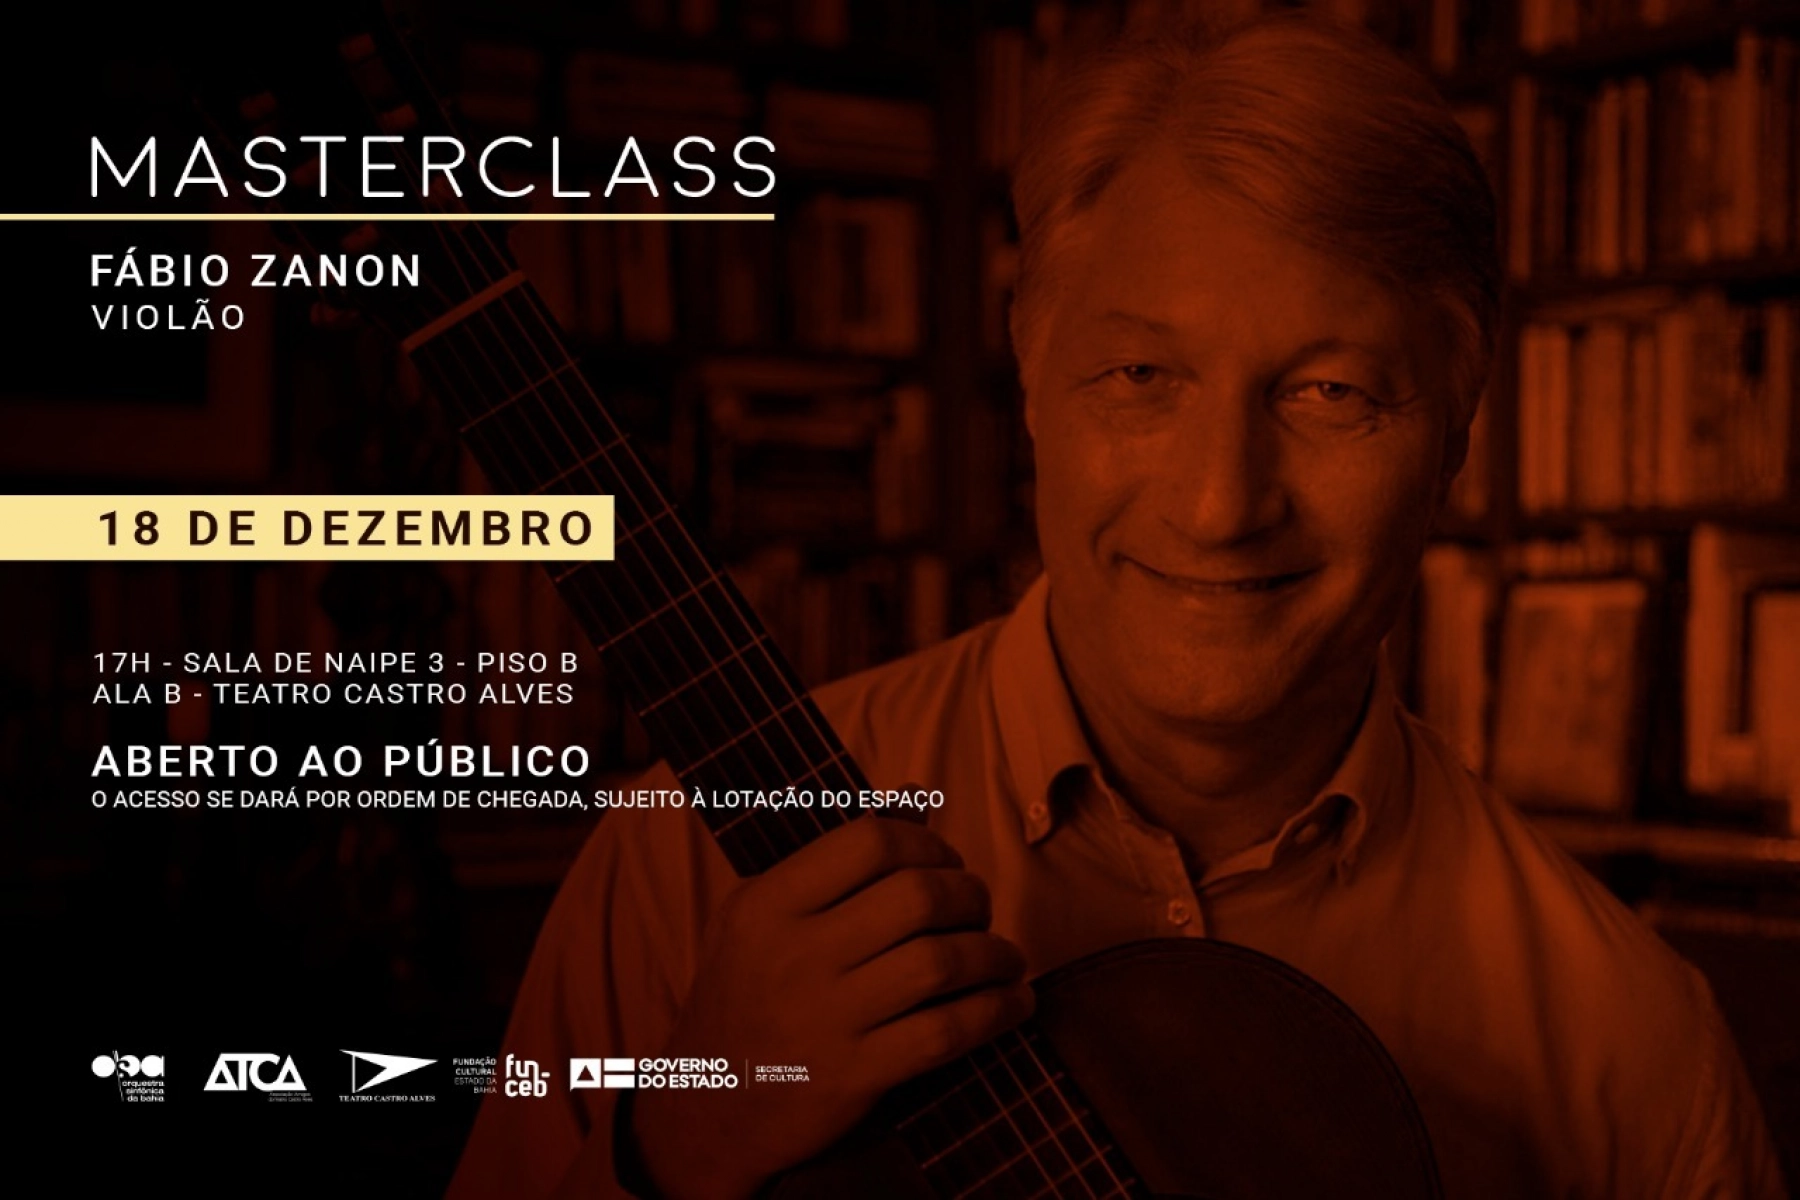 MASTERCLASS
FÁBIO ZANON
VIOLÃO
18 DE DEZEMBRO
17H - SALA DE NAIPE 3 - PISO B
ALA B - TEATRO CASTRO ALVES
ABERTO AO PÚBLICO
O ACESSO SE DARÁ POR ORDEM DE CHEGADA, SUJEITO À LOTAÇÃO DO ESPAÇO
orquestra
sinfônica
da bahia
ATCA
TEATRO CASTRO ALVES
FUNDAÇÃO
CULTURAL
ESTADO DA
BAHIA
fun-
ceb
GOVERNO
DO ESTADO
SECRETARIA
DE CULTURA